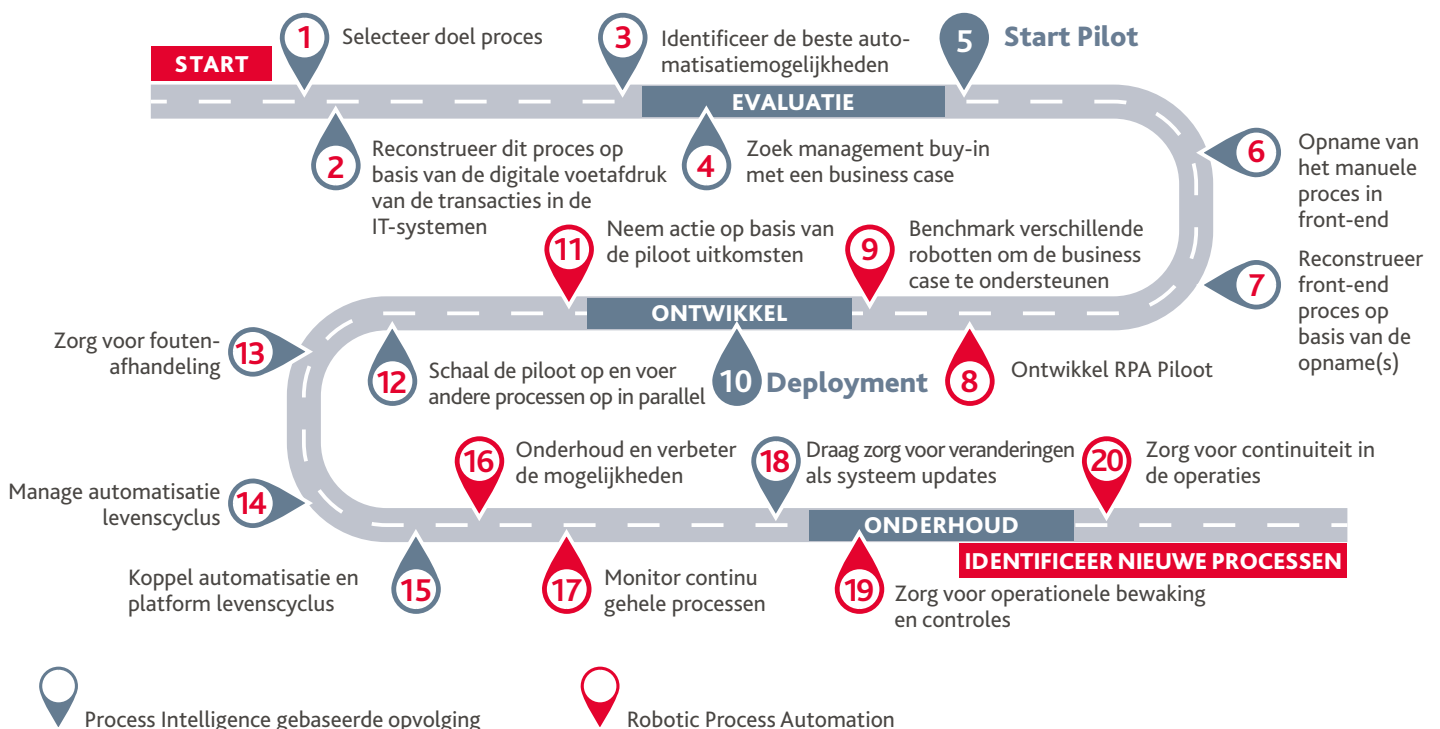 START
1
Selecteer doel proces
2
Reconstrueer dit proces op
basis van de digitale voetafdruk
van de transacties in de
IT-systemen
3
Identificeer de beste auto-
matisatiemogelijkheden
EVALUATIE
4
Zoek management buy-in
met een business case
5
Start Pilot
6
Opname van
het manuele
proces in
front-end
7
Reconstrueer
front-end
proces op
basis van de
opname(s)
8
Ontwikkel RPA Piloot
9
Benchmark verschillende
robotten om de business
case te ondersteunen
ONTWIKKEL
10
Deployment
11
Neem actie op basis van
de piloot uitkomsten
12
Schaal de piloot op en voer
andere processen op in parallel
13
Zorg voor fouten-
afhandeling
14
Manage automatisatie
levenscyclus
15
Koppel automatisatie en
platform levenscyclus
16
Onderhoud en verbeter
de mogelijkheden
17
Monitor continu
gehele processen
18
Draag zorg voor veranderingen
als systeem updates
ONDERHOUD
19
Zorg voor operationele bewaking
en controles
20
Zorg voor continuiteit in
de operaties
IDENTIFICEER NIEUWE PROCESSEN
Process Intelligence gebaseerde opvolging
Robotic Process Automation